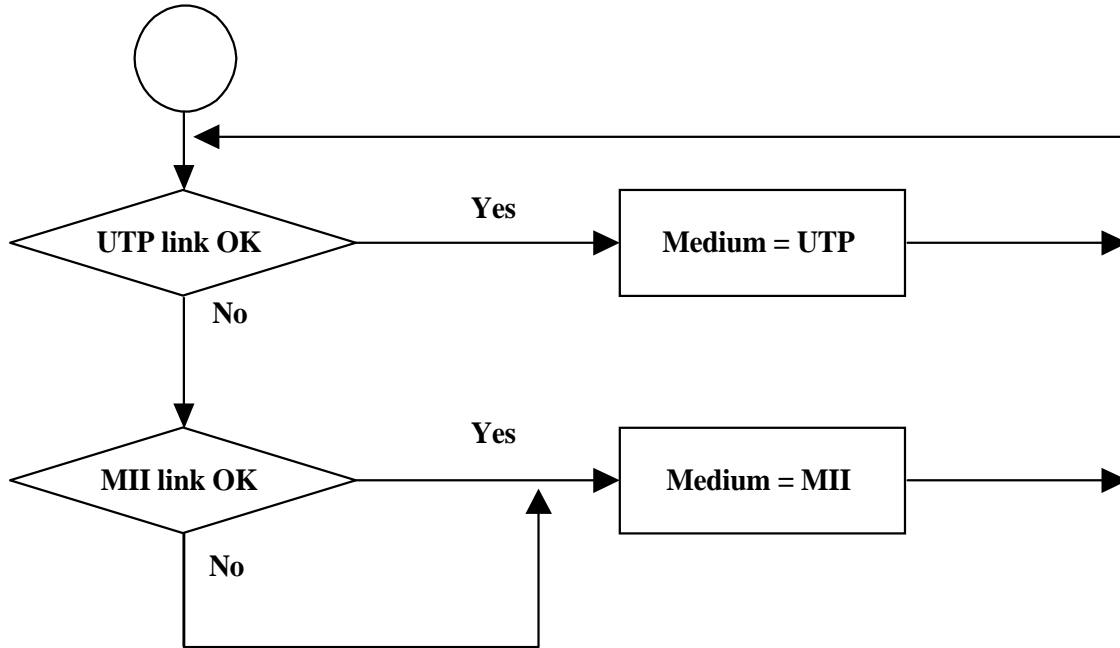 Yes
UTP link OK
Medium = UTP
No
Yes
MII link OK
Medium = MII
No